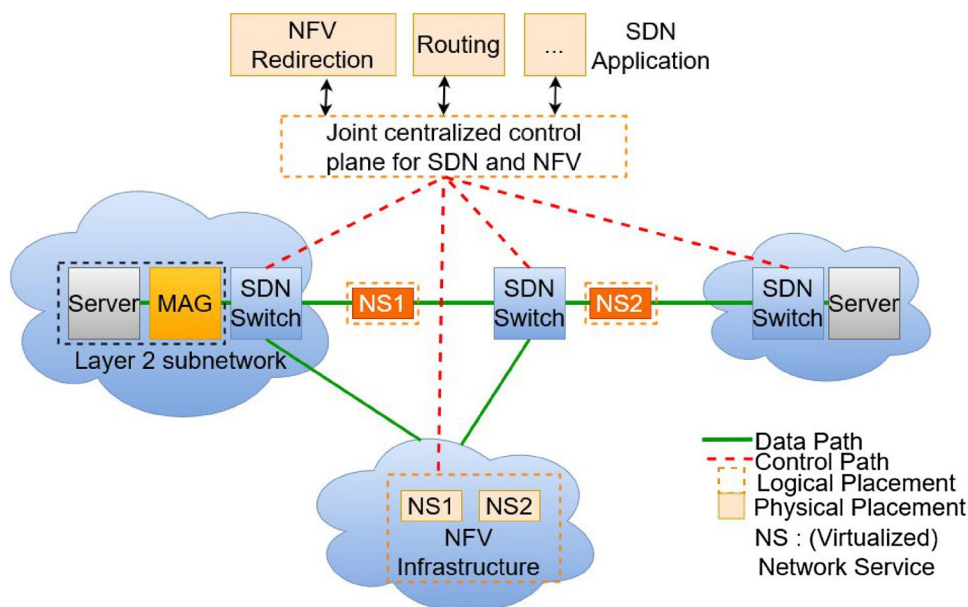 NFV
Redirection
Routing
...
SDN
Application
Joint centralized control
plane for SDN and NFV
Server
MAG
SDN
Switch
Layer 2 subnetwork
NS1
SDN
Switch
NS2
SDN
Switch
Server
NS1
NS2
NFV
Infrastructure
Data Path
Control Path
Logical Placement
Physical Placement
NS : (Virtualized)
Network Service